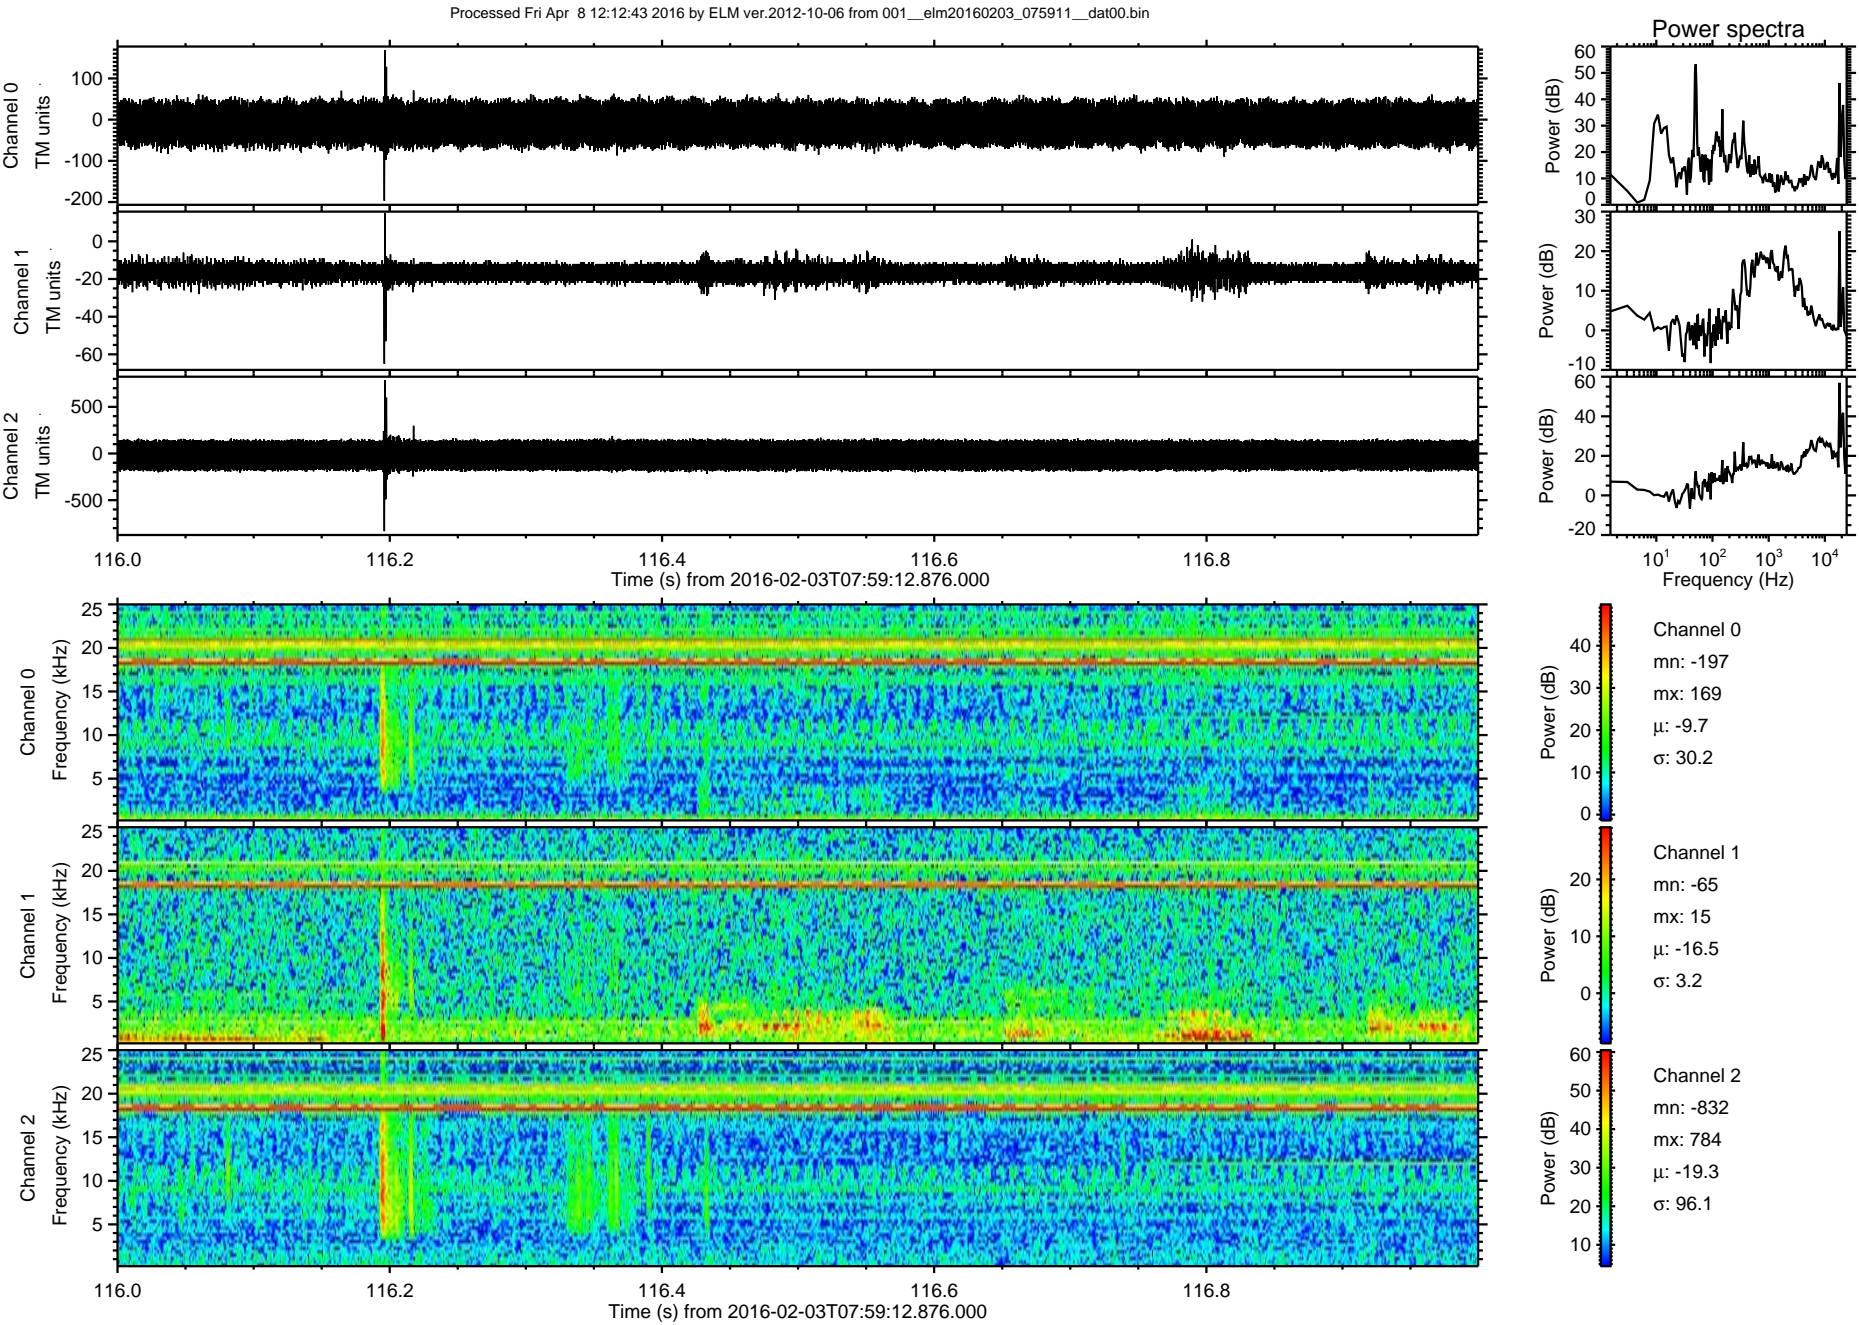 Processed Fri Apr  8 12:12:43 2016 by ELM ver.2012-10-06 from 001__elm20160203_075911__dat00.bin
Power spectra
Channel 0
TM units
100
0
-100
-200
Power (dB)
60
50
40
30
20
10
0
Channel 1
TM units
0
-20
-40
-60
Power (dB)
30
20
10
0
-10
Channel 2
TM units
500
0
-500
Power (dB)
60
40
20
0
-20
116.0 116.2 116.4 116.6 116.8
Time (s) from 2016-02-03T07:59:12.876.000
10¹ 10² 10³ 10⁴
Frequency (Hz)
Channel 0
Frequency (kHz)
25
20
15
10
5
Power (dB)
40
30
20
10
0
Channel 0
mn: -197
mx: 169
μ: -9.7
σ: 30.2
Channel 1
Frequency (kHz)
25
20
15
10
5
Power (dB)
20
10
0
Channel 1
mn: -65
mx: 15
μ: -16.5
σ: 3.2
Channel 2
Frequency (kHz)
25
20
15
10
5
Power (dB)
60
50
40
30
20
10
Channel 2
mn: -832
mx: 784
μ: -19.3
σ: 96.1
116.0 116.2 116.4 116.6 116.8
Time (s) from 2016-02-03T07:59:12.876.000